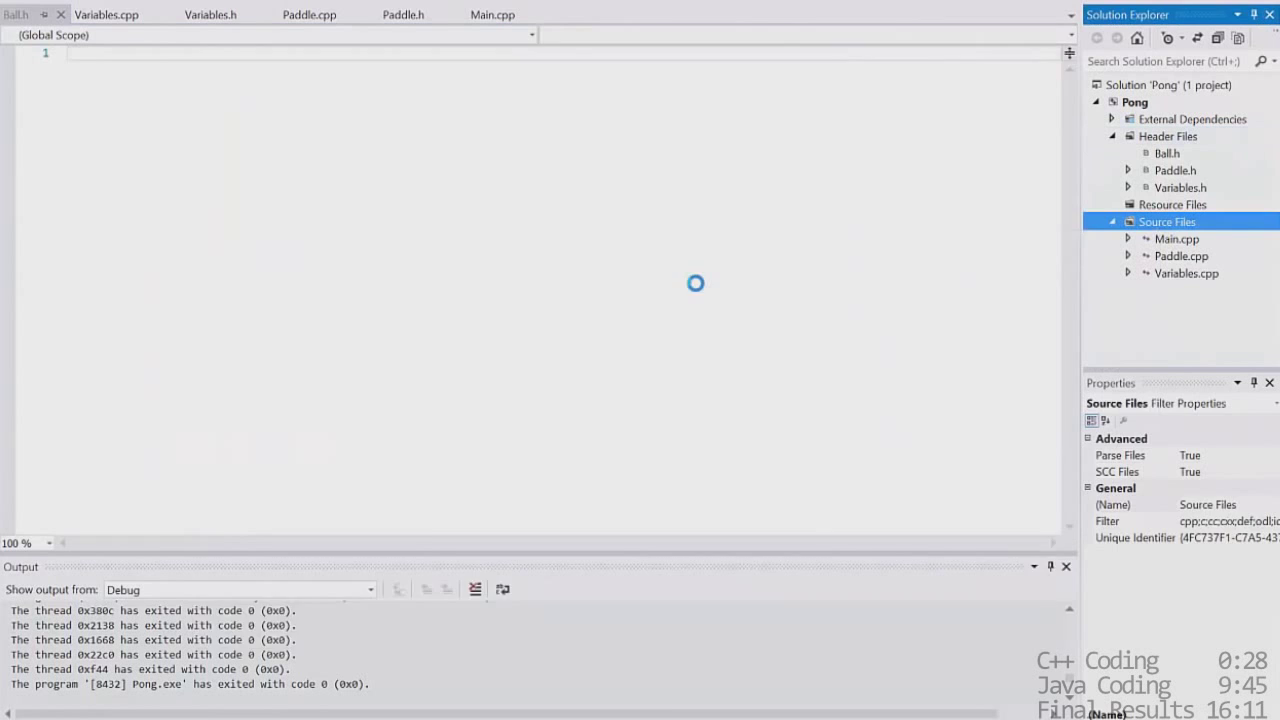 Ball.h
Variables.cpp
Variables.h
Paddle.cpp
Paddle.h
Main.cpp
(Global Scope)
1
100 %
Output
Show output from: Debug
The thread 0x380c has exited with code 0 (0x0).
The thread 0x2138 has exited with code 0 (0x0).
The thread 0x1668 has exited with code 0 (0x0).
The thread 0x22c0 has exited with code 0 (0x0).
The thread 0xf44 has exited with code 0 (0x0).
The program '[8432] Pong.exe' has exited with code 0 (0x0).
Solution Explorer
Search Solution Explorer (Ctrl+;)
Solution 'Pong' (1 project)
Pong
External Dependencies
Header Files
Ball.h
Paddle.h
Variables.h
Resource Files
Source Files
Main.cpp
Paddle.cpp
Variables.cpp
Properties
Source Files Filter Properties
Advanced
Parse Files True
SCC Files True
General
(Name) Source Files
Filter cpp;c;cc;cxx;def;odl;
Unique Identifier {4FC737F1-C7A5-437
C++ Coding 0:28
Java Coding 9:45
Final Results 16:11
(Name)